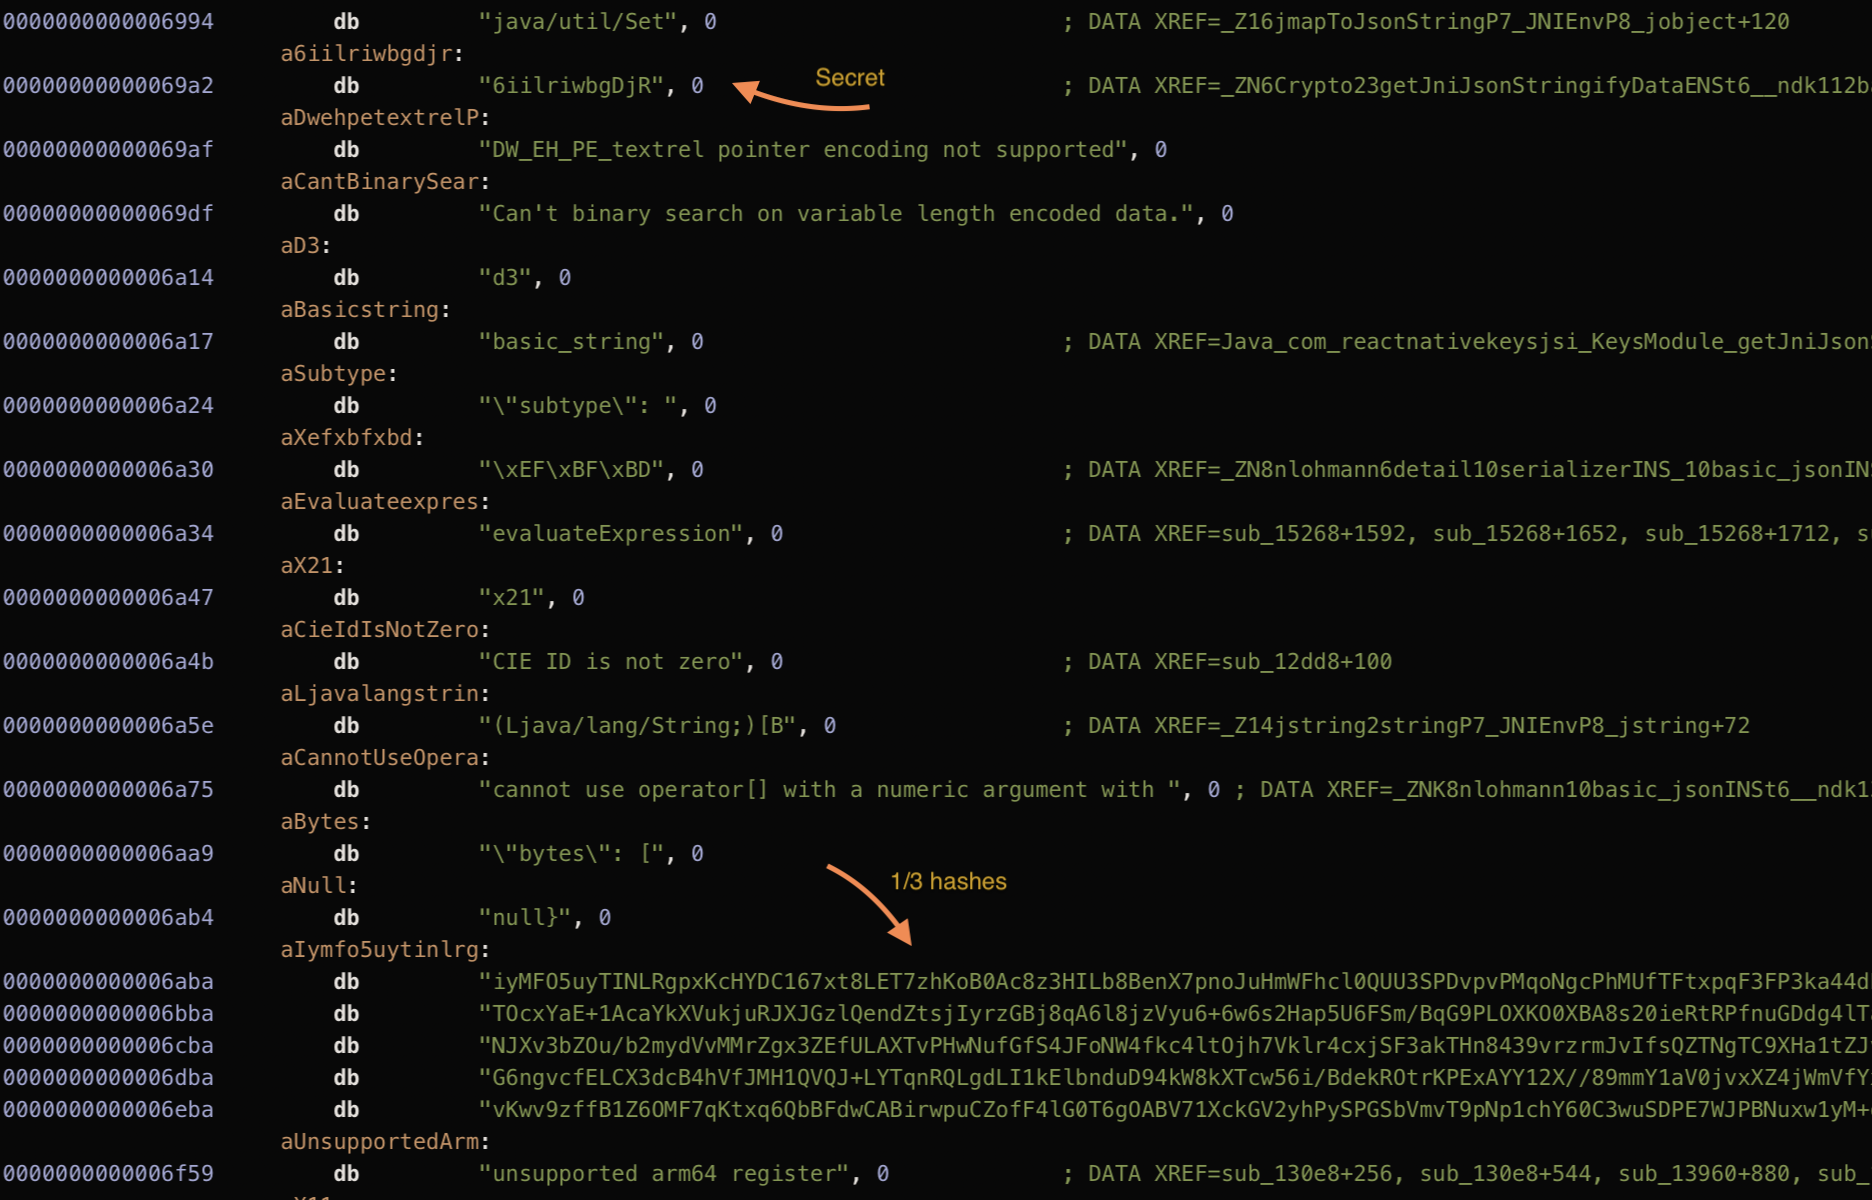 0000000000006994 db "java/util/Set", 0 ; DATA XREF=_Z16jmapToJsonStringP7_JNIEnvP8_jobject+120
a6iilriwbgdjr:
00000000000069a2 db "6iilriwbgDjR", 0 Secret ; DATA XREF=_ZN6Crypto23getJniJsonStringifyDataENSt6__ndk112b
aDwehpetextrelP:
00000000000069af db "DW_EH_PE_textrel pointer encoding not supported", 0
aCantBinarySear:
00000000000069df db "Can't binary search on variable length encoded data.", 0
aD3:
0000000000006a14 db "d3", 0
aBasicstring:
0000000000006a17 db "basic_string", 0 ; DATA XREF=Java_com_reactnativekeysjsi_KeysModule_getJniJson
aSubtype:
0000000000006a24 db "\"subtype\": ", 0
aXefxbfxbd:
0000000000006a30 db "\xEF\xBF\xBD", 0 ; DATA XREF=_ZN8nlohmann6detail10serializerINS_10basic_jsonIN
aEvaluateexpres:
0000000000006a34 db "evaluateExpression", 0 ; DATA XREF=sub_15268+1592, sub_15268+1652, sub_15268+1712, s
aX21:
0000000000006a47 db "x21", 0
aCieIdIsNotZero:
0000000000006a4b db "CIE ID is not zero", 0 ; DATA XREF=sub_12dd8+100
aLjavalangstrin:
0000000000006a5e db "(Ljava/lang/String;)[B", 0 ; DATA XREF=_Z14jstring2stringP7_JNIEnvP8_jstring+72
aCannotUseOpera:
0000000000006a75 db "cannot use operator[] with a numeric argument with ", 0 ; DATA XREF=_ZNK8nlohmann10basic_jsonINSt6__ndk1
aBytes:
0000000000006aa9 db "\"bytes\": [", 0
aNull: 1/3 hashes
0000000000006ab4 db "null}", 0
aIymfo5uytinlrg:
0000000000006aba db "iyMFO5uyTINLRgpxKcHYDC167xt8LET7zhKoB0Ac8z3HILb8BenX7pnoJuHmWFhcl0QUU3SPDvpvPMqoNgcPhMUfTFtxpqF3FP3ka44d
0000000000006bba db "TOcxYaE+1AcaYkXVukjuRJXJGzlQendZtsjIyrzGBj8qA6l8jzVyu6+6w6s2Hap5U6FSm/BqG9PLOXKO0XBA8s20ieRtRPfnuGDdg4lT
0000000000006cba db "NJXv3bZOu/b2mydVvMMrZgx3ZEfULAXTvPHwNufGfS4JFoNW4fkc4ltOjh7Vklr4cxjSF3akTHn8439vrzrmJvIfsQZTNgTC9XHa1tZJ
0000000000006dba db "G6ngvcfELCX3dcB4hVfJMH1QVQJ+LYTqnRQLgdLI1kElbnduD94kW8kXTcw56i/BdekROtrKPExAYY12X//89mmY1aV0jvxXZ4jWmVfY
0000000000006eba db "vKwv9zffB1Z6OMF7qKtxq6QbBFdwCABirwpuCZofF4lG0T6gOABV71XckGV2yhPySPGSbVmvT9pNp1chY60C3wuSDPE7WJPBNuxw1yM+
aUnsupportedArm:
0000000000006f59 db "unsupported arm64 register", 0 ; DATA XREF=sub_130e8+256, sub_130e8+544, sub_13960+880, sub_